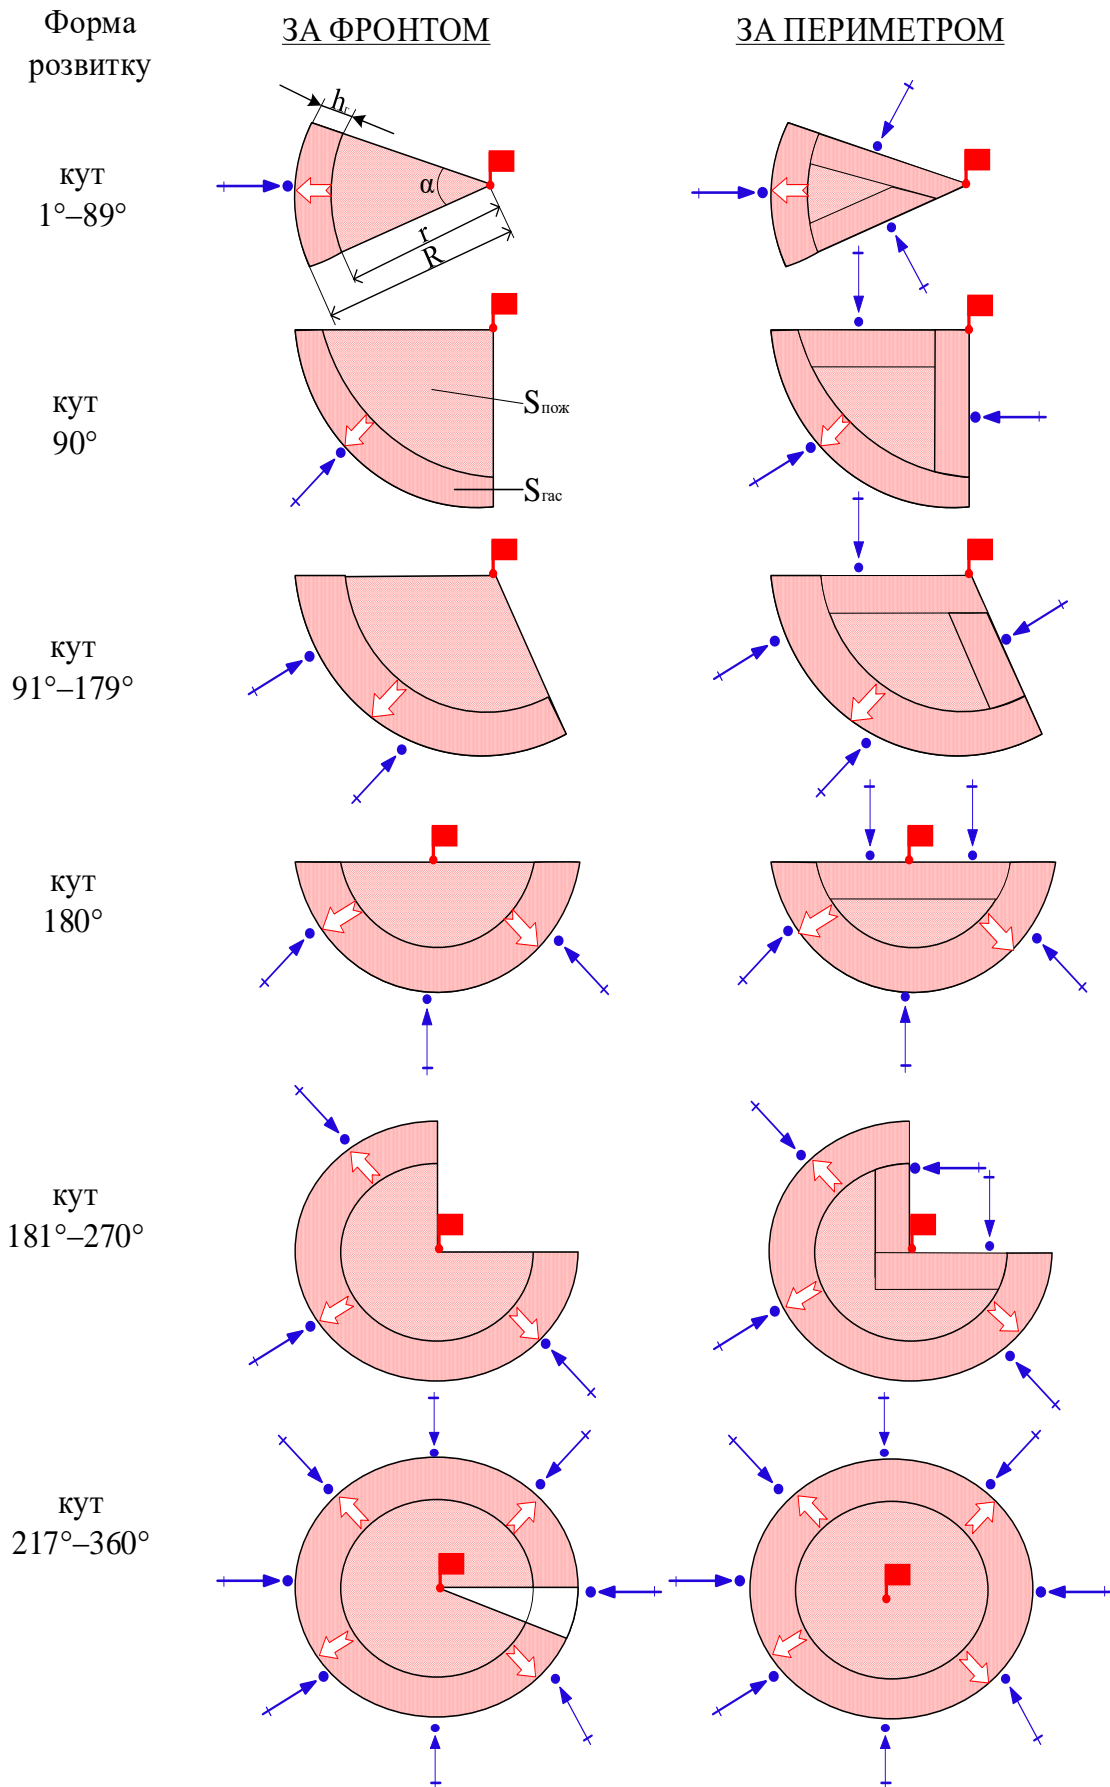 Форма
розвитку
ЗА ФРОНТОМ
ЗА ПЕРИМЕТРОМ
hг
кут
1°–89°
α
r
R
кут
90°
Sпож
Sгас
кут
91°–179°
кут
180°
кут
181°–270°
кут
217°–360°